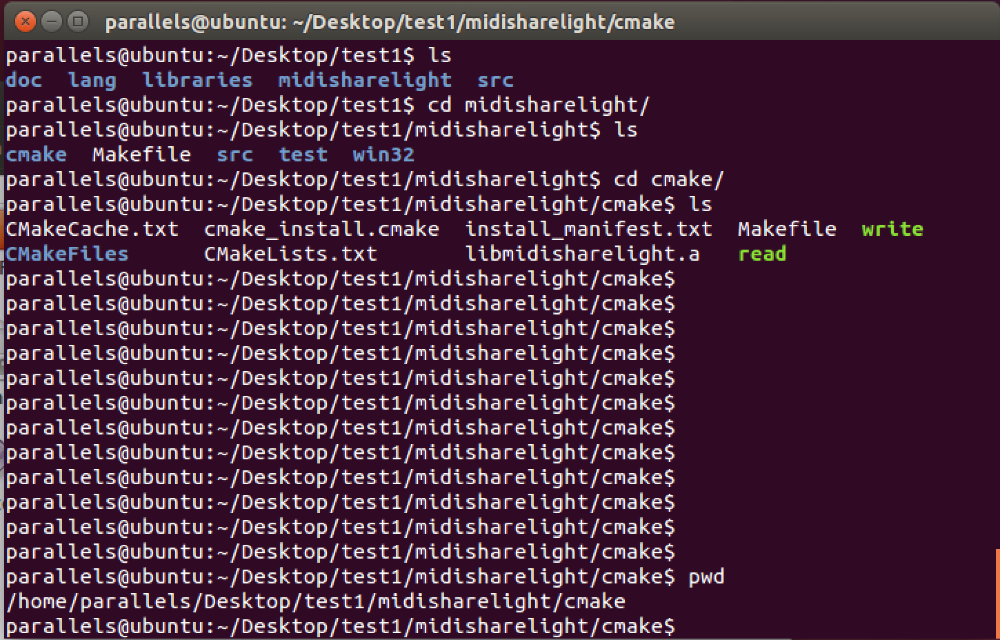 parallels@ubuntu: ~/Desktop/test1/midisharelight/cmake
parallels@ubuntu:~/Desktop/test1$ ls
doc  lang  libraries  midisharelight  src
parallels@ubuntu:~/Desktop/test1$ cd midisharelight/
parallels@ubuntu:~/Desktop/test1/midisharelight$ ls
cmake  Makefile  src  test  win32
parallels@ubuntu:~/Desktop/test1/midisharelight$ cd cmake/
parallels@ubuntu:~/Desktop/test1/midisharelight/cmake$ ls
CMakeCache.txt  cmake_install.cmake  install_manifest.txt  Makefile  write
CMakeFiles      CMakeLists.txt       libmidisharelight.a   read
parallels@ubuntu:~/Desktop/test1/midisharelight/cmake$
parallels@ubuntu:~/Desktop/test1/midisharelight/cmake$
parallels@ubuntu:~/Desktop/test1/midisharelight/cmake$
parallels@ubuntu:~/Desktop/test1/midisharelight/cmake$
parallels@ubuntu:~/Desktop/test1/midisharelight/cmake$
parallels@ubuntu:~/Desktop/test1/midisharelight/cmake$
parallels@ubuntu:~/Desktop/test1/midisharelight/cmake$
parallels@ubuntu:~/Desktop/test1/midisharelight/cmake$
parallels@ubuntu:~/Desktop/test1/midisharelight/cmake$
parallels@ubuntu:~/Desktop/test1/midisharelight/cmake$
parallels@ubuntu:~/Desktop/test1/midisharelight/cmake$
parallels@ubuntu:~/Desktop/test1/midisharelight/cmake$
parallels@ubuntu:~/Desktop/test1/midisharelight/cmake$ pwd
/home/parallels/Desktop/test1/midisharelight/cmake
parallels@ubuntu:~/Desktop/test1/midisharelight/cmake$